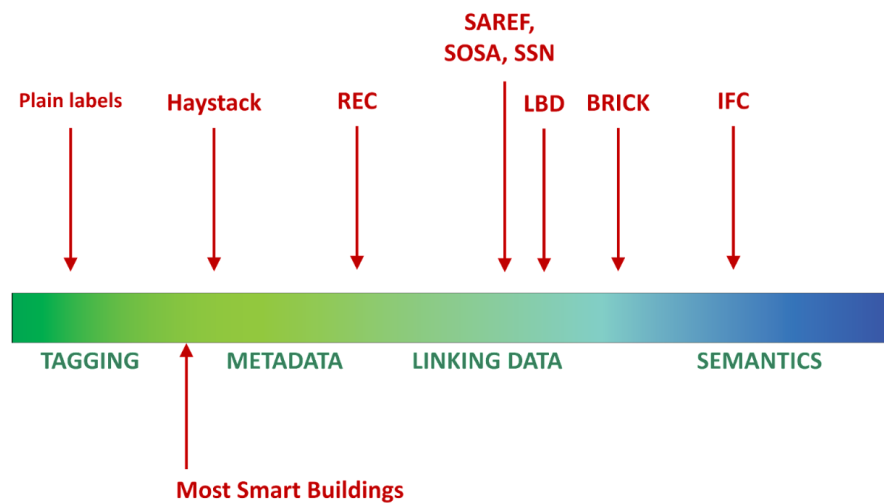 SAREF,
SOSA, SSN
Plain labels
Haystack
REC
LBD
BRICK
IFC
TAGGING
METADATA
LINKING DATA
SEMANTICS
Most Smart Buildings